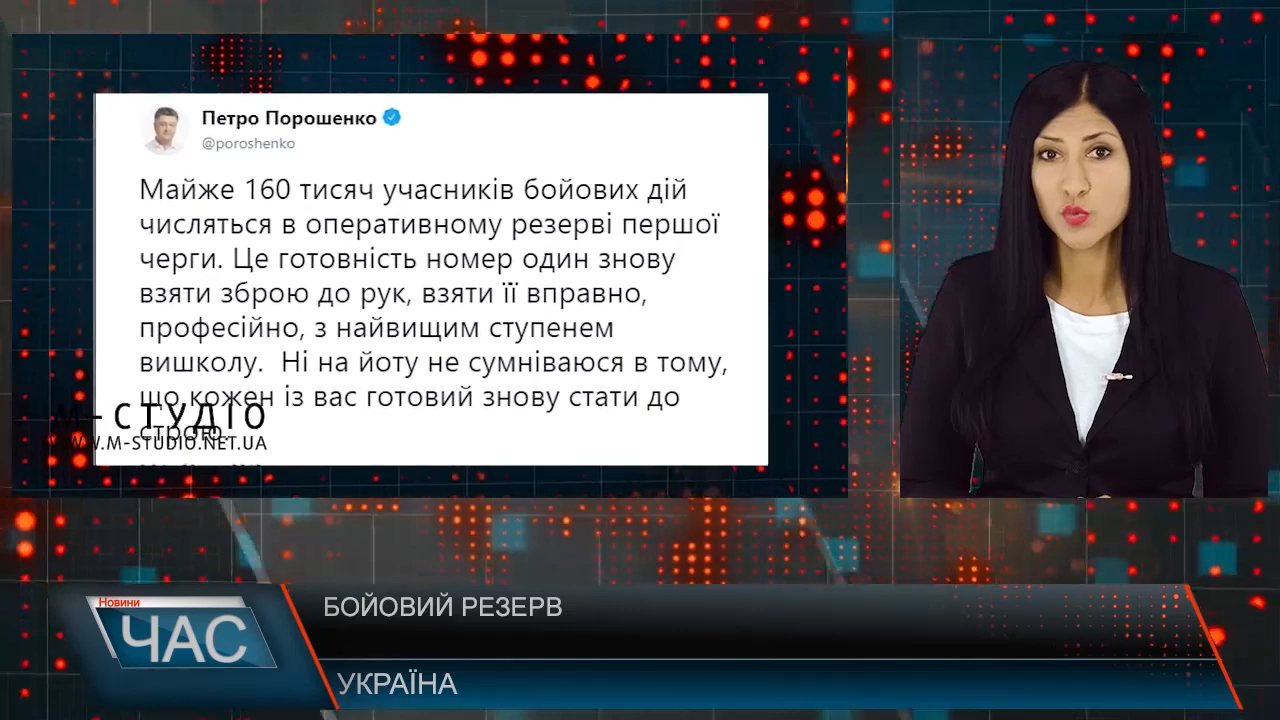 Петро Порошенко
@poroshenko
Майже 160 тисяч учасників бойових дій
числяться в оперативному резерві першої
черги. Це готовність номер один знову
взяти зброю до рук, взяти її вправно,
професійно, з найвищим ступенем
вишколу.  Ні на йоту не сумніваюся в тому,
що кожен із вас готовий знову стати до
М-СТУДІО
WWW.M-STUDIO.NET.UA
БОЙОВИЙ РЕЗЕРВ
Новини
ЧАС
УКРАЇНА